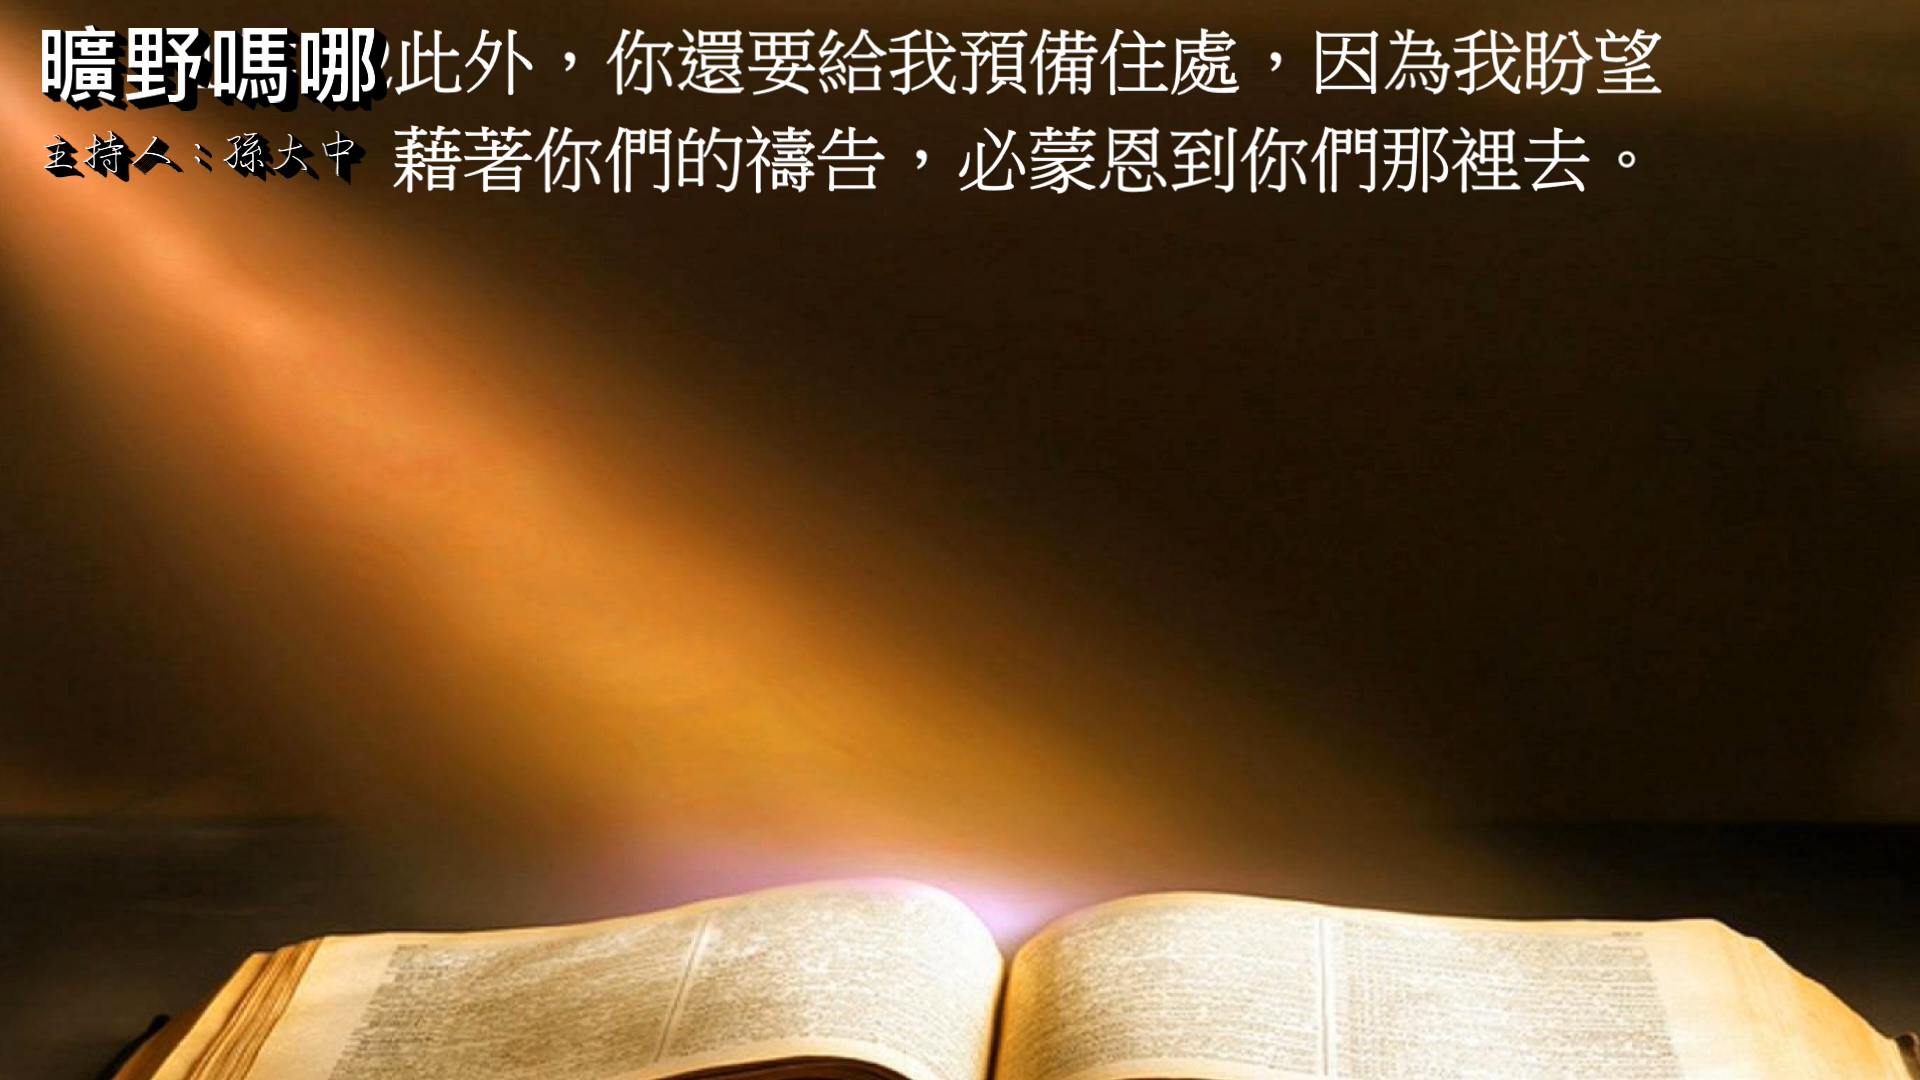 曠野嗎哪
主持人：孫大中
此外，你還要給我預備住處，因為我盼望
藉著你們的禱告，必蒙恩到你們那裡去。